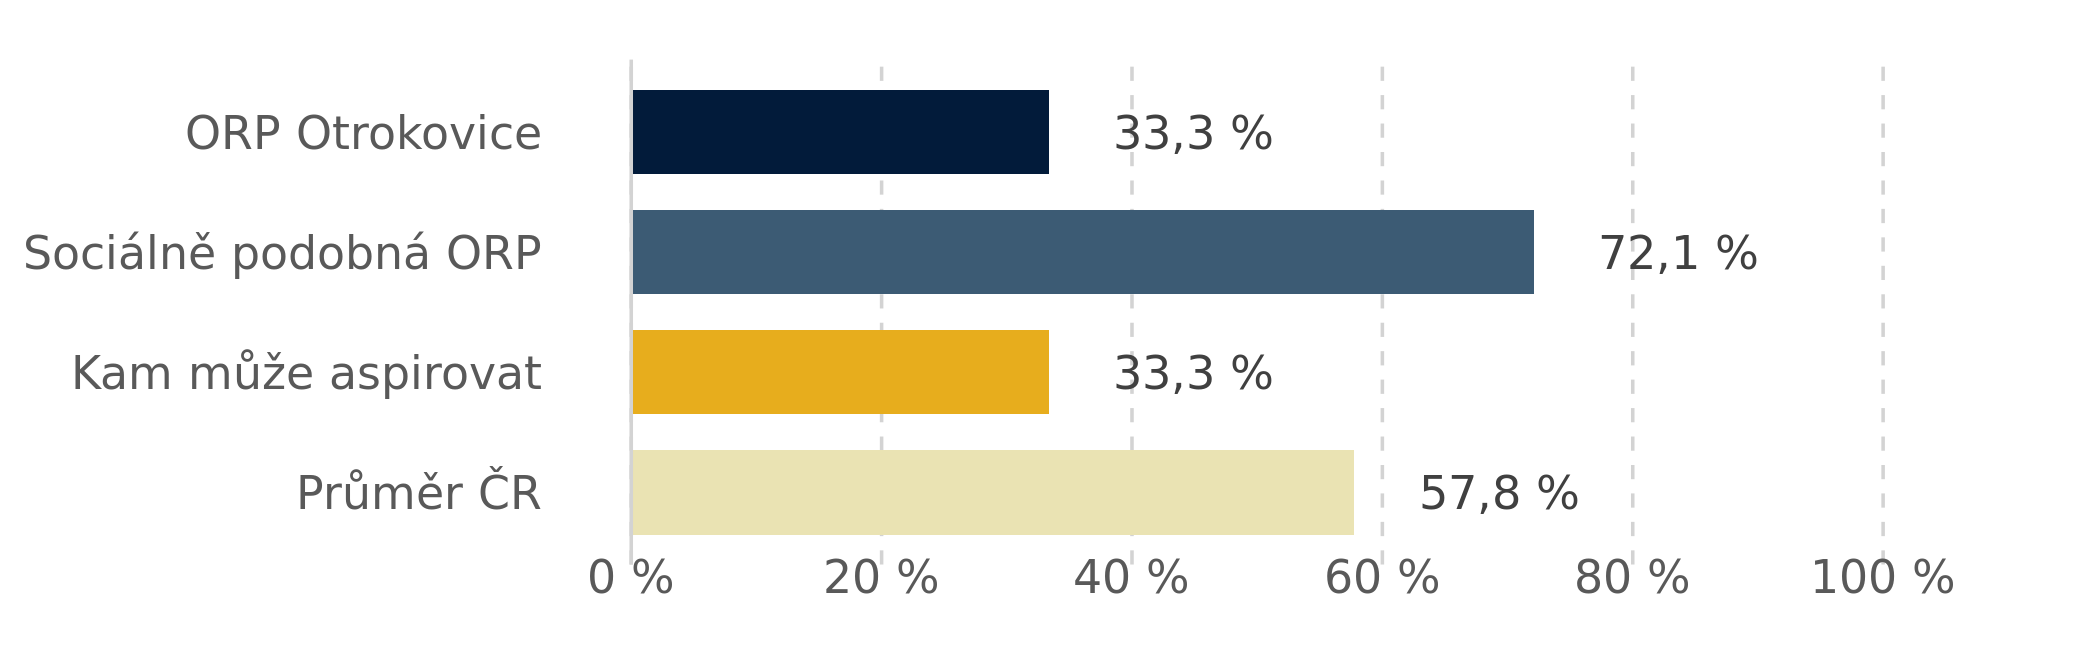 ORP Otrokovice
33,3 %
Sociálně podobná ORP
72,1 %
Kam může aspirovat
33,3 %
Průměr ČR
57,8 %
0 %
20 %
40 %
60 %
80 %
100 %